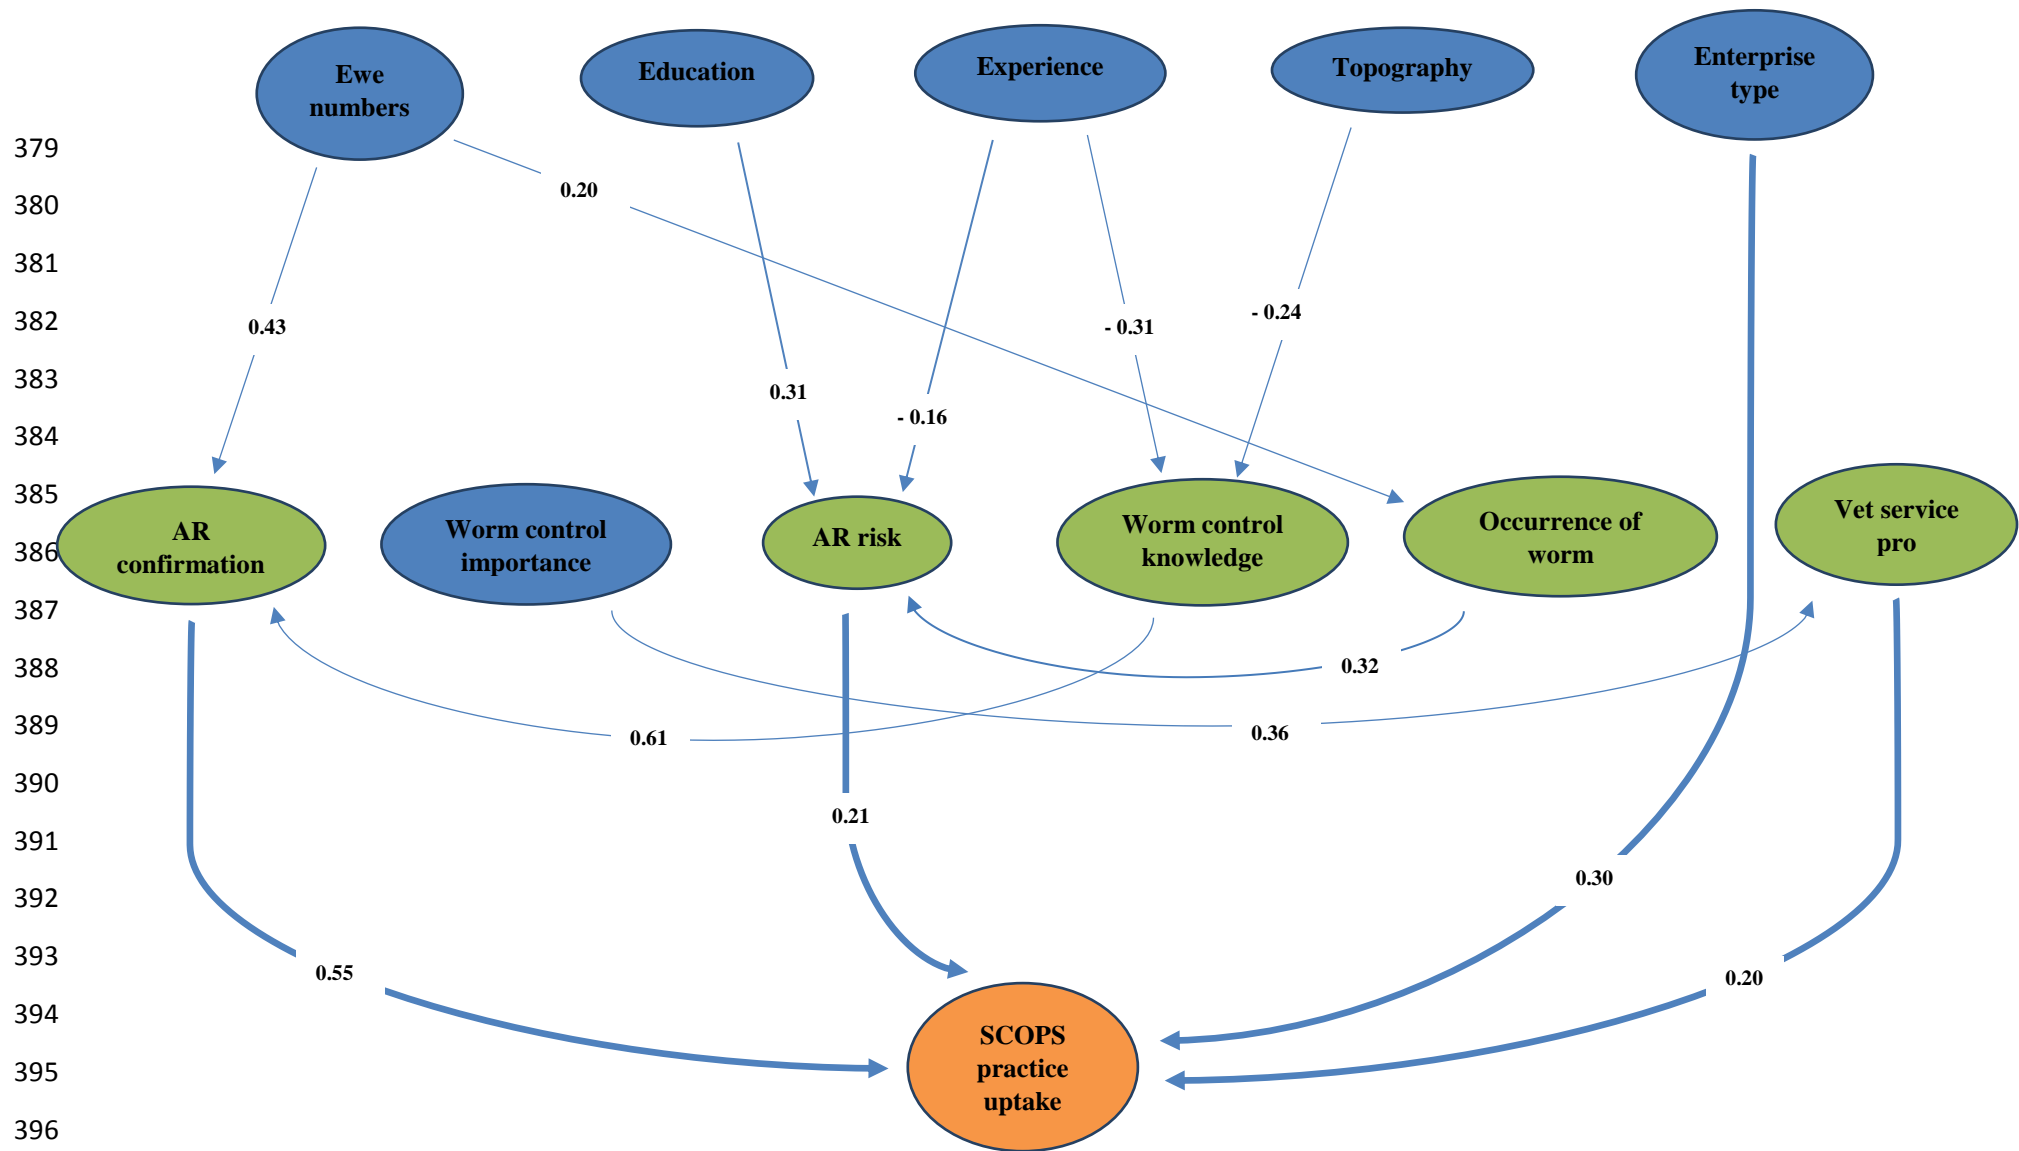 Ewe
numbers
Education
Experience
Topography
Enterprise
type
379
380
0.20
381
382
0.43
- 0.31
- 0.24
383
0.31
384
- 0.16
385
AR
confirmation
Worm control
importance
AR risk
Worm control
knowledge
Occurrence of
worm
Vet service
pro
386
387
388
0.32
389
0.61
0.36
390
0.21
391
392
0.30
393
0.55
0.20
394
SCOPS
practice
uptake
395
396